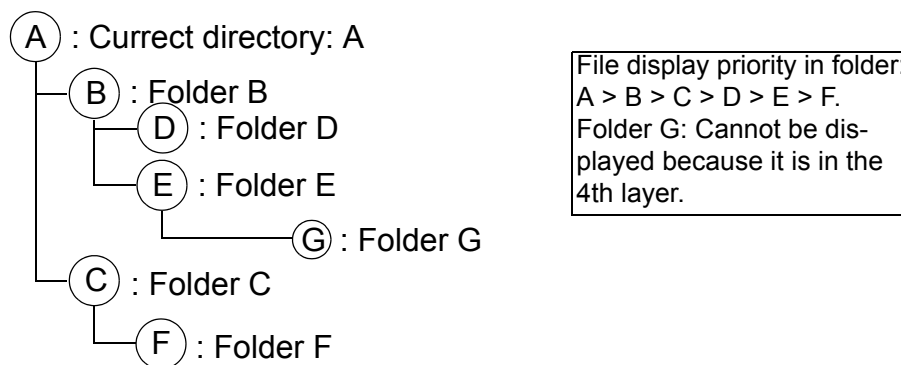 A : Currect directory: A
B : Folder B
D : Folder D
E : Folder E
G : Folder G
C : Folder C
F : Folder F
File display priority in folder:
A > B > C > D > E > F.
Folder G: Cannot be dis-
played because it is in the
4th layer.